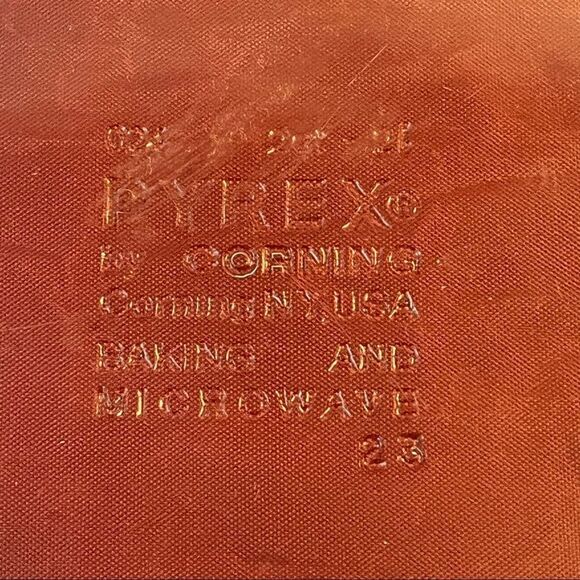 PYREX®
by CORNING
Corning NY, USA
BAKING AND
MICROWAVE
23